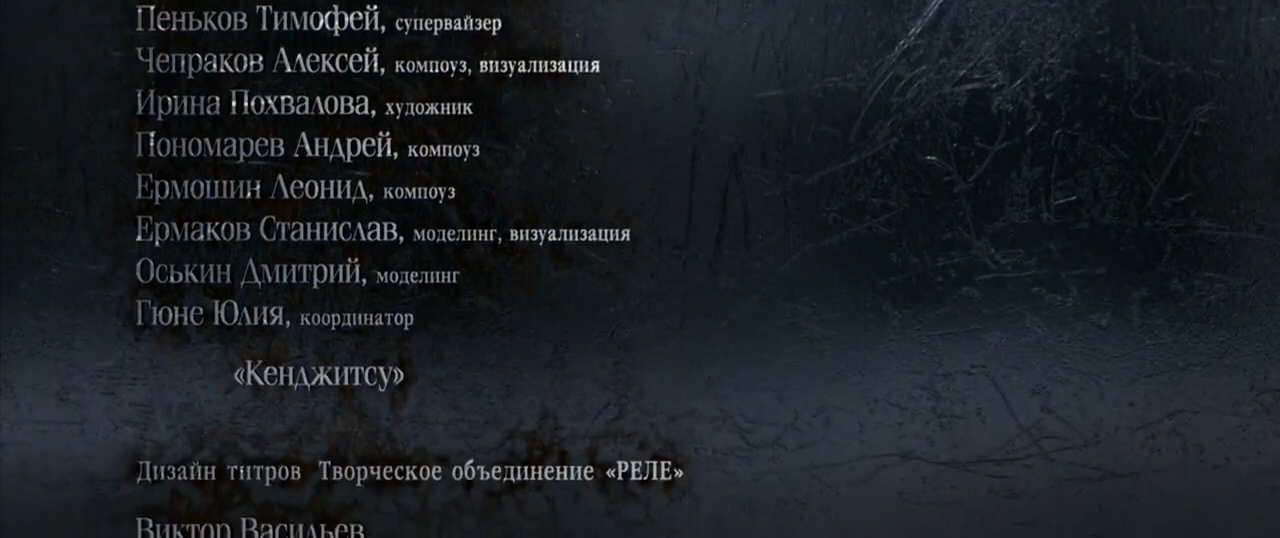 Пеньков Тимофей, супервайзер
Чепраков Алексей, компоуз, визуализация
Ирина Похвалова, художник
Пономарев Андрей, компоуз
Ермошин Леонид, компоуз
Ермаков Станислав, моделинг, визуализация
Оськин Дмитрий, моделинг
Гюне Юлия, координатор
«Кенджитсу»
Дизайн титров Творческое объединение «РЕЛЕ»
Виктор Васильев